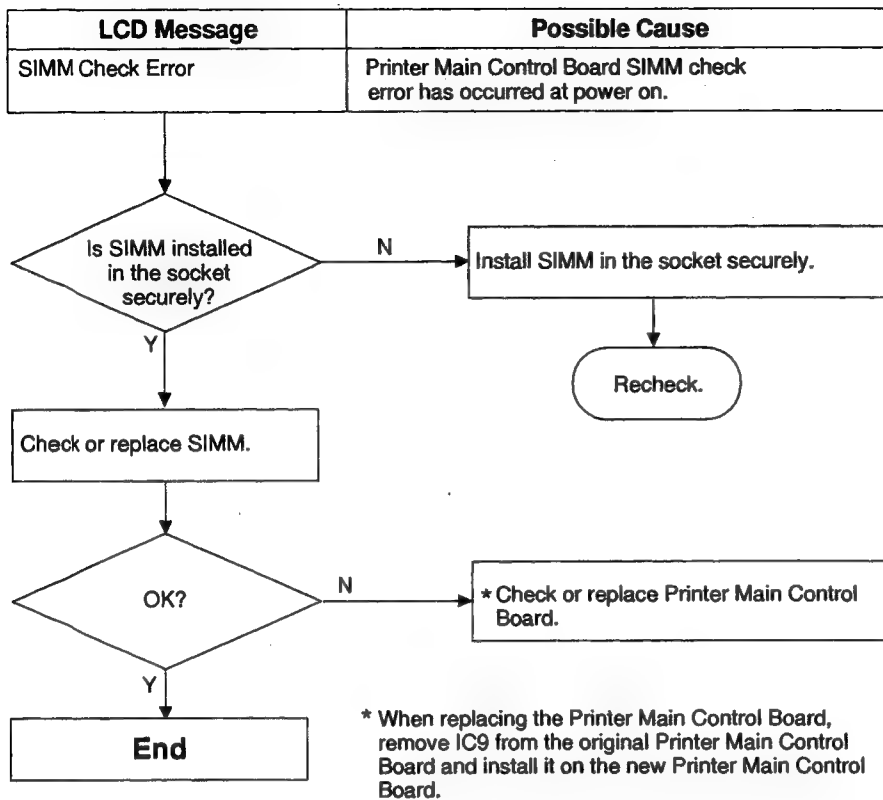 LCD Message
Possible Cause
SIMM Check Error
Printer Main Control Board SIMM check
error has occurred at power on.
Is SIMM installed
in the socket
securely?
N
Install SIMM in the socket securely.
Y
Recheck.
Check or replace SIMM.
OK?
N
* Check or replace Printer Main Control
Board.
Y
End
* When replacing the Printer Main Control Board,
remove IC9 from the original Printer Main Control
Board and install it on the new Printer Main Control
Board.